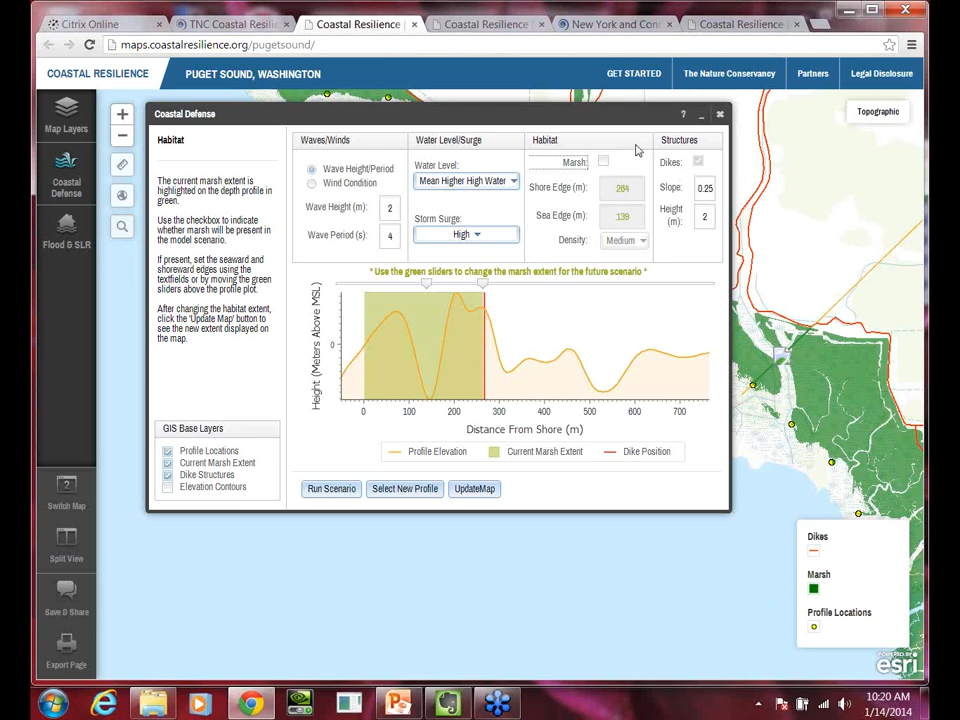 Citrix Online
TNC Coastal Resili
Coastal Resilience
Coastal Resilience
New York and Con
Coastal Resilience
maps.coastalresilience.org/pugetsound/
COASTAL RESILIENCE
PUGET SOUND, WASHINGTON
GET STARTED
The Nature Conservancy
Partners
Legal Disclosure
Map Layers
Coastal
Defense
Flood & SLR
Switch Map
Split View
Save & Share
Export Page
Topographic
Coastal Defense
?
Habitat
The current marsh extent is
highlighted on the depth profile in
green.
Use the checkbox to indicate
whether marsh will be present in
the model scenario.
If present, set the seaward and
shoreward edges using the
textfields or by moving the green
sliders above the profile plot.
After changing the habitat extent,
click the 'Update Map' button to
see the new extent displayed on
the map.
GIS Base Layers
Profile Locations
Current Marsh Extent
Dike Structures
Elevation Contours
Waves/Winds
Wave Height/Period
Wind Condition
Wave Height (m): 2
Wave Period (s): 4
Water Level/Surge
Water Level:
Mean Higher High Water
Storm Surge:
High
Habitat
Marsh:
Shore Edge (m): 264
Sea Edge (m): 139
Density: Medium
Structures
Dikes:
Slope: 0.25
Height
(m): 2
* Use the green sliders to change the marsh extent for the future scenario *
Height (Meters Above MSL)
0
0 100 200 300 400 500 600 700
Distance From Shore (m)
Profile Elevation
Current Marsh Extent
Dike Position
Run Scenario
Select New Profile
UpdateMap
Dikes
Marsh
Profile Locations
POWERED BY
esri
10:20 AM
1/14/2014